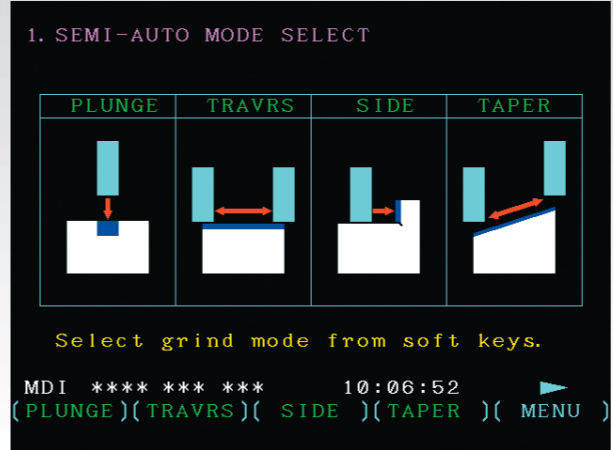 1. SEMI-AUTO MODE SELECT
PLUNGE TRAVRS SIDE TAPER
Select grind mode from soft keys.
MDI **** *** *** 10:06:52
(PLUNGE)(TRAVRS)( SIDE )(TAPER )( MENU )